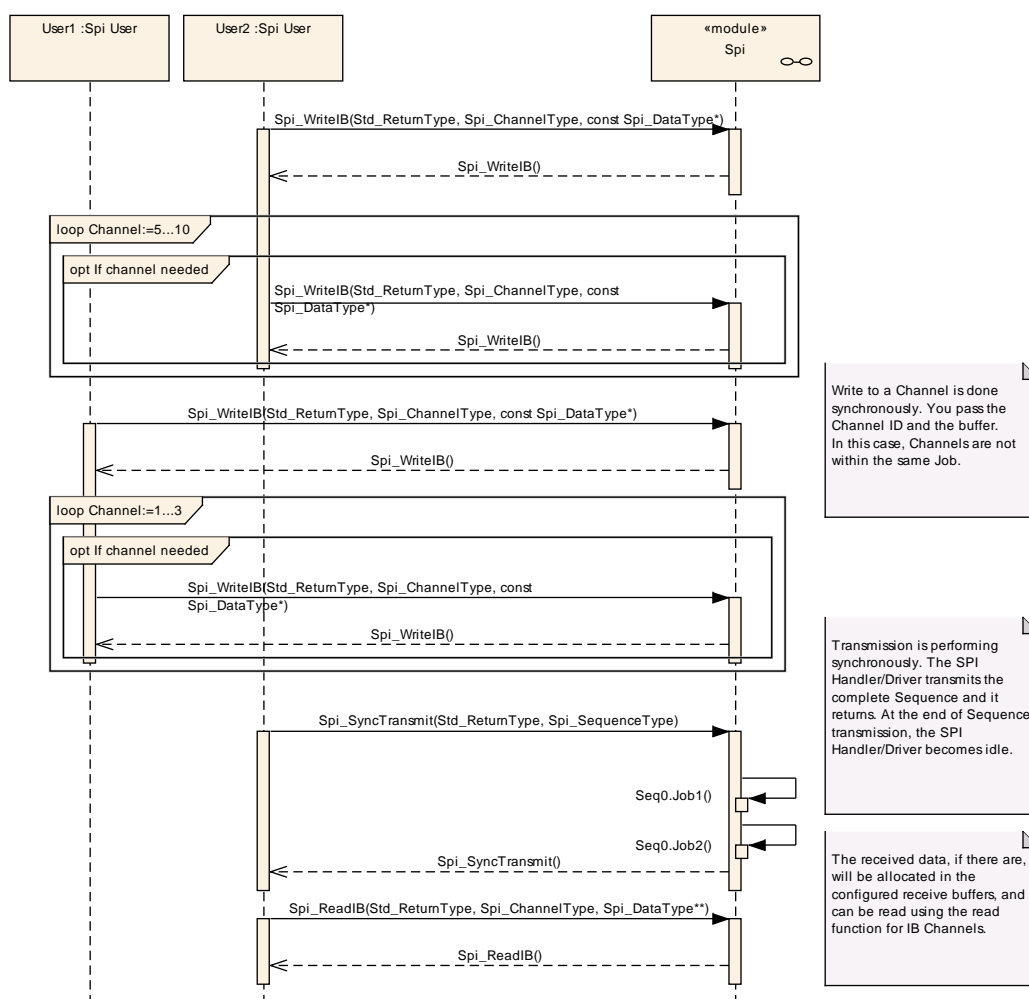 User1 :Spi User
User2 :Spi User
«module»
Spi
Spi_WriteIB(Std_ReturnType, Spi_ChannelType, const Spi_DataType*)
Spi_WriteIB()
loop Channel:=5...10
opt If channel needed
Spi_WriteIB(Std_ReturnType, Spi_ChannelType, const
Spi_DataType*)
Spi_WriteIB()
Write to a Channel is done
synchronously. You pass the
Channel ID and the buffer.
In this case, Channels are not
within the same Job.
Spi_WriteIB(Std_ReturnType, Spi_ChannelType, const Spi_DataType*)
Spi_WriteIB()
loop Channel:=1...3
opt If channel needed
Spi_WriteIB(Std_ReturnType, Spi_ChannelType, const
Spi_DataType*)
Spi_WriteIB()
Transmission is performing
synchronously. The SPI
Handler/Driver transmits the
complete Sequence and it
returns. At the end of Sequence
transmission, the SPI
Handler/Driver becomes idle.
Spi_SyncTransmit(Std_ReturnType, Spi_SequenceType)
Seq0.Job1()
Seq0.Job2()
Spi_SyncTransmit()
The received data, if there are,
will be allocated in the
configured receive buffers, and
can be read using the read
function for IB Channels.
Spi_ReadIB(Std_ReturnType, Spi_ChannelType, Spi_DataType**)
Spi_ReadIB()